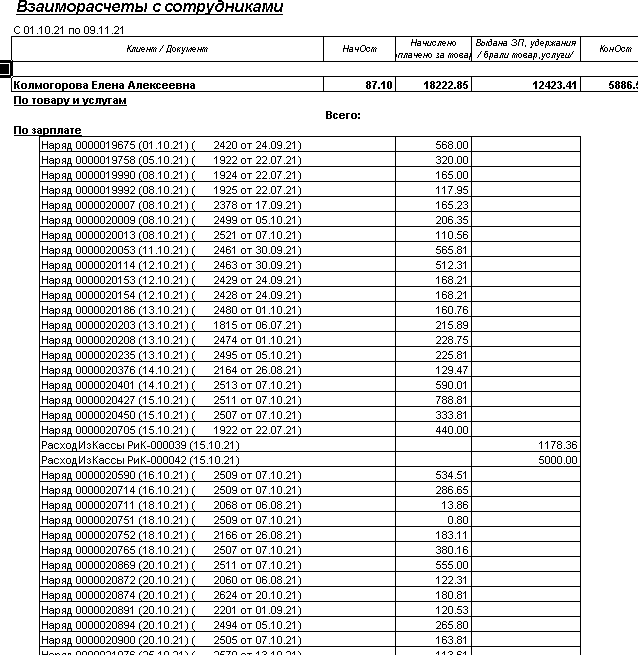 Взаиморасчеты с сотрудниками
С 01.10.21 по 09.11.21
Клиент / Документ НачОст Начислено Выдана ЗП, удержания КонОст
плачено за товар / брали товар,услуги/
Колмогорова Елена Алексеевна 87.10 18222.85 12423.41 5886.5
По товару и услугам
Всего:
По зарплате
Наряд 0000019675 (01.10.21) ( 2420 от 24.09.21) 568.00
Наряд 0000019758 (05.10.21) ( 1922 от 22.07.21) 320.00
Наряд 0000019990 (08.10.21) ( 1924 от 22.07.21) 165.00
Наряд 0000019992 (08.10.21) ( 1925 от 22.07.21) 117.95
Наряд 0000020007 (08.10.21) ( 2378 от 17.09.21) 165.23
Наряд 0000020009 (08.10.21) ( 2499 от 05.10.21) 206.35
Наряд 0000020013 (08.10.21) ( 2521 от 07.10.21) 110.56
Наряд 0000020053 (11.10.21) ( 2461 от 30.09.21) 565.81
Наряд 0000020114 (12.10.21) ( 2463 от 30.09.21) 512.31
Наряд 0000020153 (12.10.21) ( 2429 от 24.09.21) 168.21
Наряд 0000020154 (12.10.21) ( 2428 от 24.09.21) 168.21
Наряд 0000020186 (13.10.21) ( 2480 от 01.10.21) 160.76
Наряд 0000020203 (13.10.21) ( 1815 от 06.07.21) 215.89
Наряд 0000020208 (13.10.21) ( 2474 от 01.10.21) 228.75
Наряд 0000020235 (13.10.21) ( 2495 от 05.10.21) 225.81
Наряд 0000020376 (14.10.21) ( 2164 от 26.08.21) 129.47
Наряд 0000020401 (14.10.21) ( 2513 от 07.10.21) 590.01
Наряд 0000020427 (15.10.21) ( 2511 от 07.10.21) 788.81
Наряд 0000020450 (15.10.21) ( 2507 от 07.10.21) 333.81
Наряд 0000020705 (15.10.21) ( 1922 от 22.07.21) 440.00
РасходИзКассы РиК-000039 (15.10.21) 1178.36
РасходИзКассы РиК-000042 (15.10.21) 5000.00
Наряд 0000020590 (16.10.21) ( 2509 от 07.10.21) 534.51
Наряд 0000020714 (16.10.21) ( 2509 от 07.10.21) 286.65
Наряд 0000020711 (18.10.21) ( 2068 от 06.08.21) 13.86
Наряд 0000020751 (18.10.21) ( 2509 от 07.10.21) 0.80
Наряд 0000020752 (18.10.21) ( 2166 от 26.08.21) 183.11
Наряд 0000020765 (18.10.21) ( 2507 от 07.10.21) 380.16
Наряд 0000020869 (20.10.21) ( 2511 от 07.10.21) 555.00
Наряд 0000020872 (20.10.21) ( 2060 от 06.08.21) 122.31
Наряд 0000020874 (20.10.21) ( 2624 от 20.10.21) 180.81
Наряд 0000020891 (20.10.21) ( 2201 от 01.09.21) 120.53
Наряд 0000020894 (20.10.21) ( 2494 от 05.10.21) 265.80
Наряд 0000020900 (20.10.21) ( 2505 от 07.10.21) 163.81